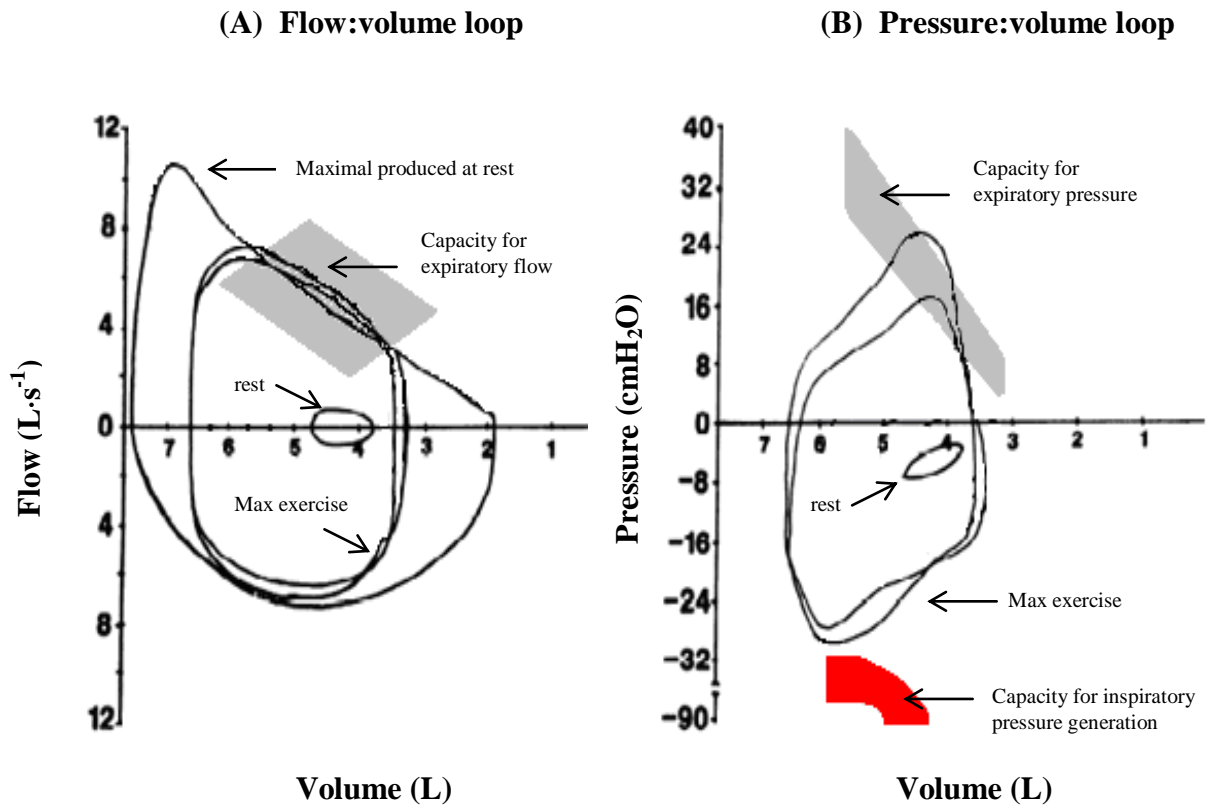 (A) Flow:volume loop
(B) Pressure:volume loop
12
8
4
0
4
8
12
7
6
5
4
3
2
1
Maximal produced at rest
Capacity for
expiratory flow
rest
Max exercise
Flow (L·s⁻¹)
Volume (L)
40
32
24
16
8
0
-8
-16
-24
-32
-90
7
6
5
4
3
2
1
Capacity for
expiratory pressure
rest
Max exercise
Capacity for inspiratory
pressure generation
Pressure (cmH₂O)
Volume (L)